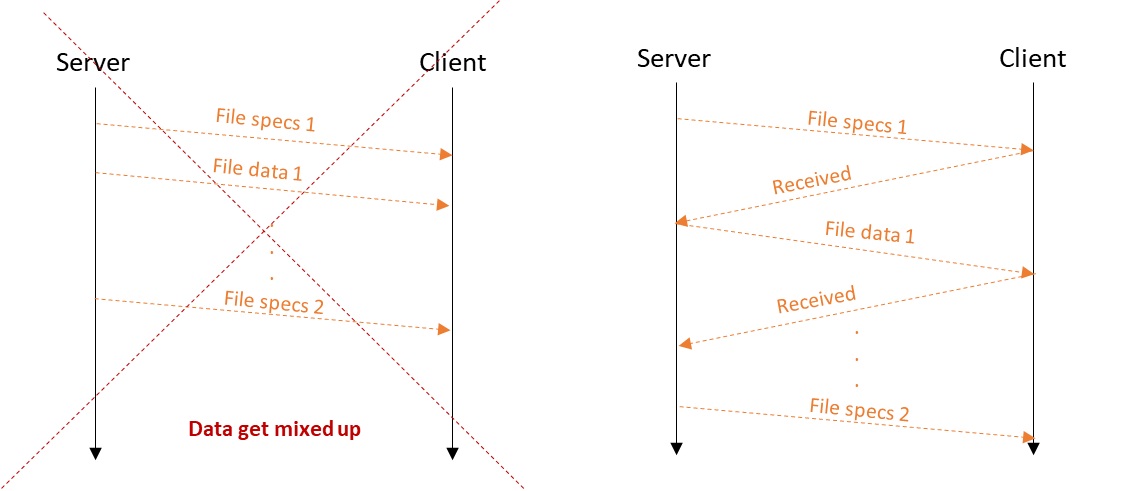 Server
Client
File specs 1
File data 1
.
.
.
File specs 2
Data get mixed up
Server
Client
File specs 1
Received
File data 1
Received
.
.
.
File specs 2